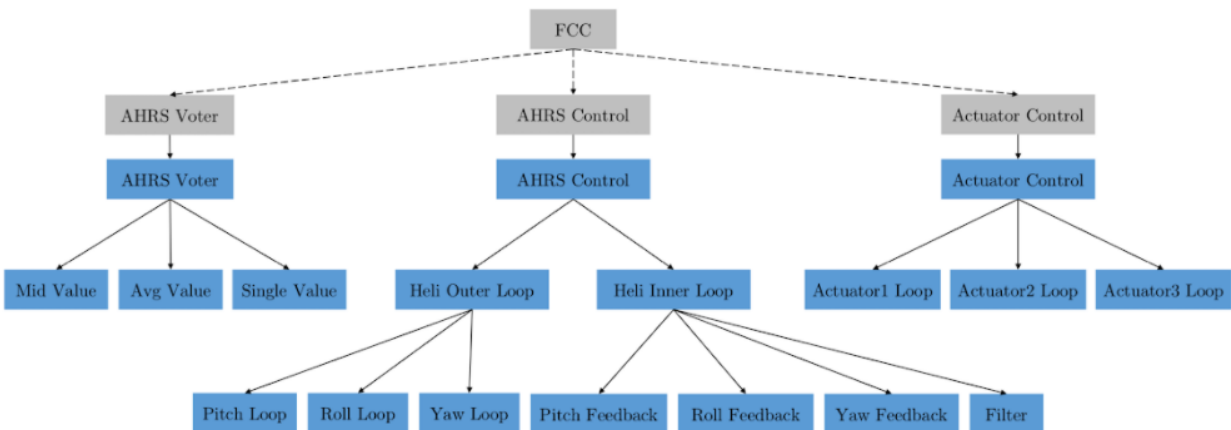 FCC
AHRS Voter
AHRS Control
Actuator Control
AHRS Voter
AHRS Control
Actuator Control
Mid Value
Avg Value
Single Value
Heli Outer Loop
Heli Inner Loop
Actuator1 Loop
Actuator2 Loop
Actuator3 Loop
Pitch Loop
Roll Loop
Yaw Loop
Pitch Feedback
Roll Feedback
Yaw Feedback
Filter